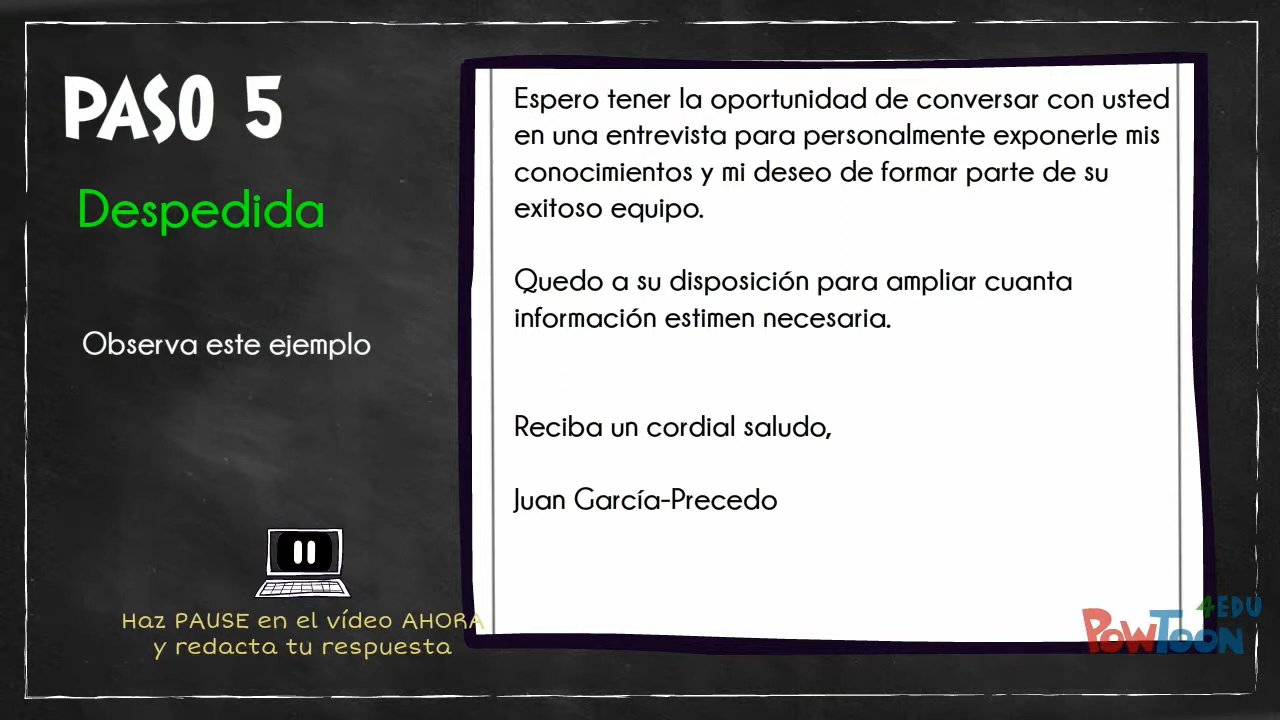 PASO 5
Despedida
Observa este ejemplo
Haz PAUSE en el vídeo AHORA
y redacta tu respuesta
Espero tener la oportunidad de conversar con usted
en una entrevista para personalmente exponerle mis
conocimientos y mi deseo de formar parte de su
exitoso equipo.
Quedo a su disposición para ampliar cuanta
información estimen necesaria.
Reciba un cordial saludo,
Juan García-Precedo
POWTOON
4EDU